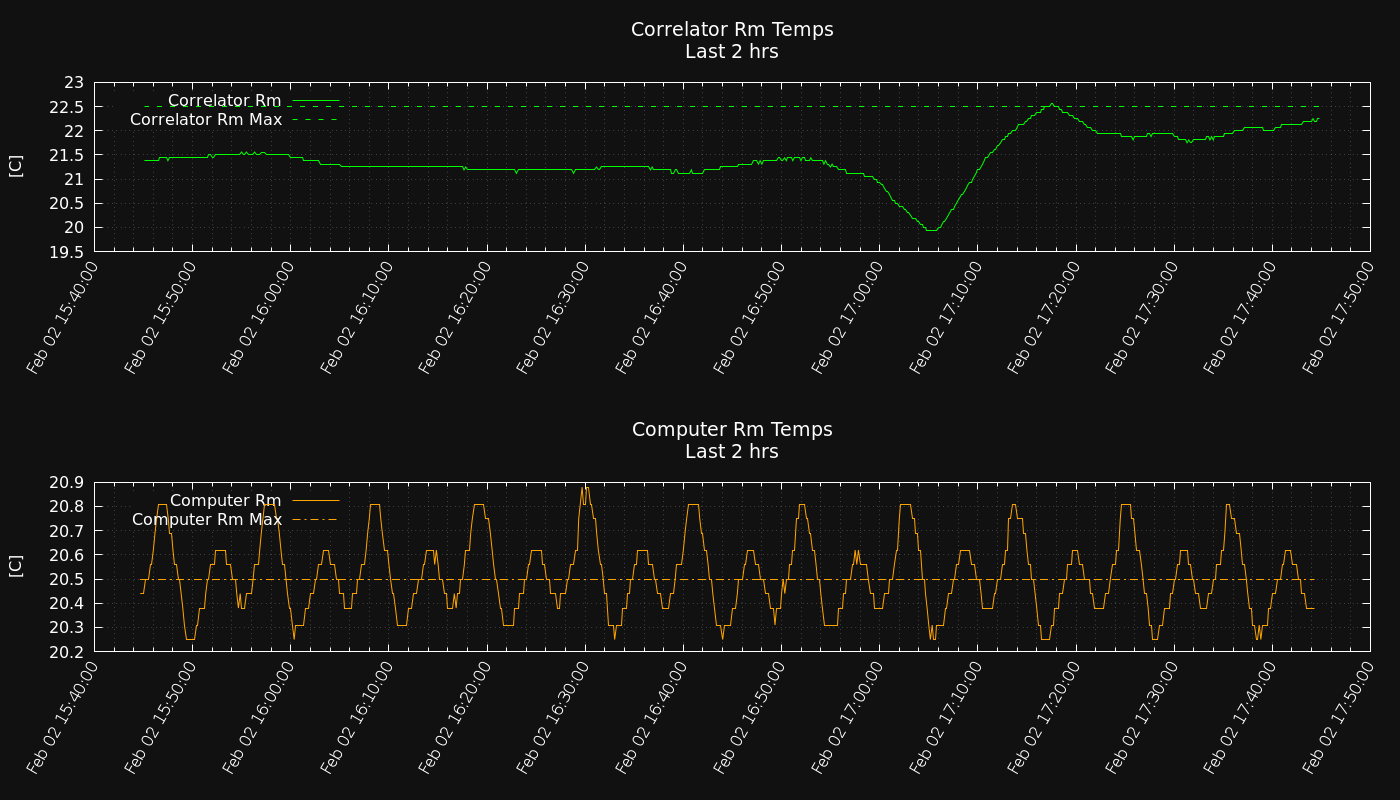 Correlator Rm Temps
Last 2 hrs
23
22.5
22
21.5
21
20.5
20
19.5
[C]
Correlator Rm
Correlator Rm Max
Feb 02 15:40:00
Feb 02 15:50:00
Feb 02 16:00:00
Feb 02 16:10:00
Feb 02 16:20:00
Feb 02 16:30:00
Feb 02 16:40:00
Feb 02 16:50:00
Feb 02 17:00:00
Feb 02 17:10:00
Feb 02 17:20:00
Feb 02 17:30:00
Feb 02 17:40:00
Feb 02 17:50:00
Computer Rm Temps
Last 2 hrs
20.9
20.8
20.7
20.6
20.5
20.4
20.3
20.2
[C]
Computer Rm
Computer Rm Max
Feb 02 15:40:00
Feb 02 15:50:00
Feb 02 16:00:00
Feb 02 16:10:00
Feb 02 16:20:00
Feb 02 16:30:00
Feb 02 16:40:00
Feb 02 16:50:00
Feb 02 17:00:00
Feb 02 17:10:00
Feb 02 17:20:00
Feb 02 17:30:00
Feb 02 17:40:00
Feb 02 17:50:00